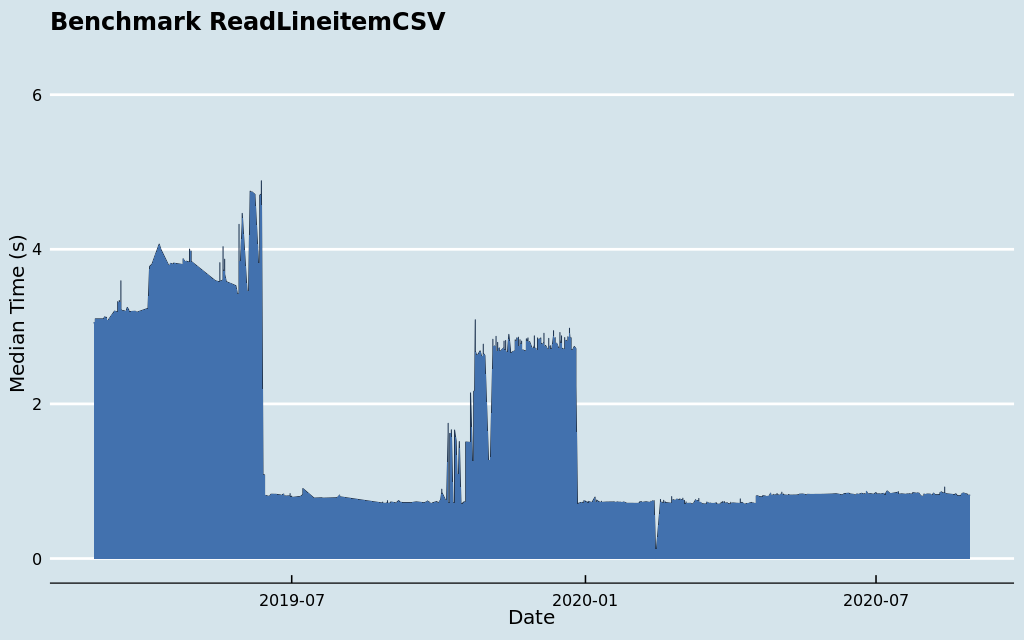 Benchmark ReadLineitemCSV
6
4
2
0
Median Time (s)
2019-07
2020-01
2020-07
Date